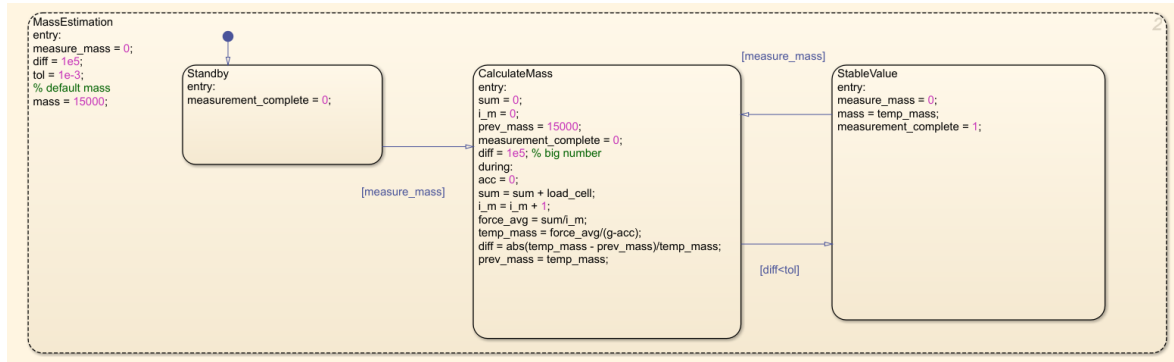 MassEstimation
entry:
measure_mass = 0;
diff = 1e5;
tol = 1e-3;
% default mass
mass = 15000;
2
Standby
entry:
measurement_complete = 0;
[measure_mass]
CalculateMass
entry:
sum = 0;
i_m = 0;
prev_mass = 15000;
measurement_complete = 0;
diff = 1e5; % big number
during:
acc = 0;
sum = sum + load_cell;
i_m = i_m + 1;
force_avg = sum/i_m;
temp_mass = force_avg/(g-acc);
diff = abs(temp_mass - prev_mass)/temp_mass;
prev_mass = temp_mass;
[measure_mass]
[diff<tol]
StableValue
entry:
measure_mass = 0;
mass = temp_mass;
measurement_complete = 1;